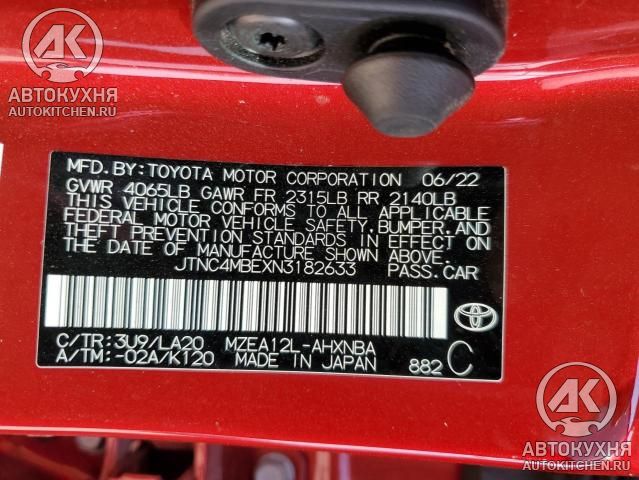 АК
АВТОКУХНЯ
AUTOKITCHEN.RU
MFD.BY:TOYOTA MOTOR CORPORATION 06/22
GVWR 4065LB GAWR FR 2315LB RR 2140LB
THIS VEHICLE CONFORMS TO ALL APPLICABLE
FEDERAL MOTOR VEHICLE SAFETY,BUMPER,AND
THEFT PREVENTION STANDARDS IN EFFECT ON
THE DATE OF MANUFACTURE SHOWN ABOVE.
JTNC4MBEXN3182633 PASS.CAR
C/TR:3U9/LA20 MZEA12L-AHXNBA
A/TM:-02A/K120 MADE IN JAPAN 882 C
АК
АВТОКУХНЯ
AUTOKITCHEN.RU